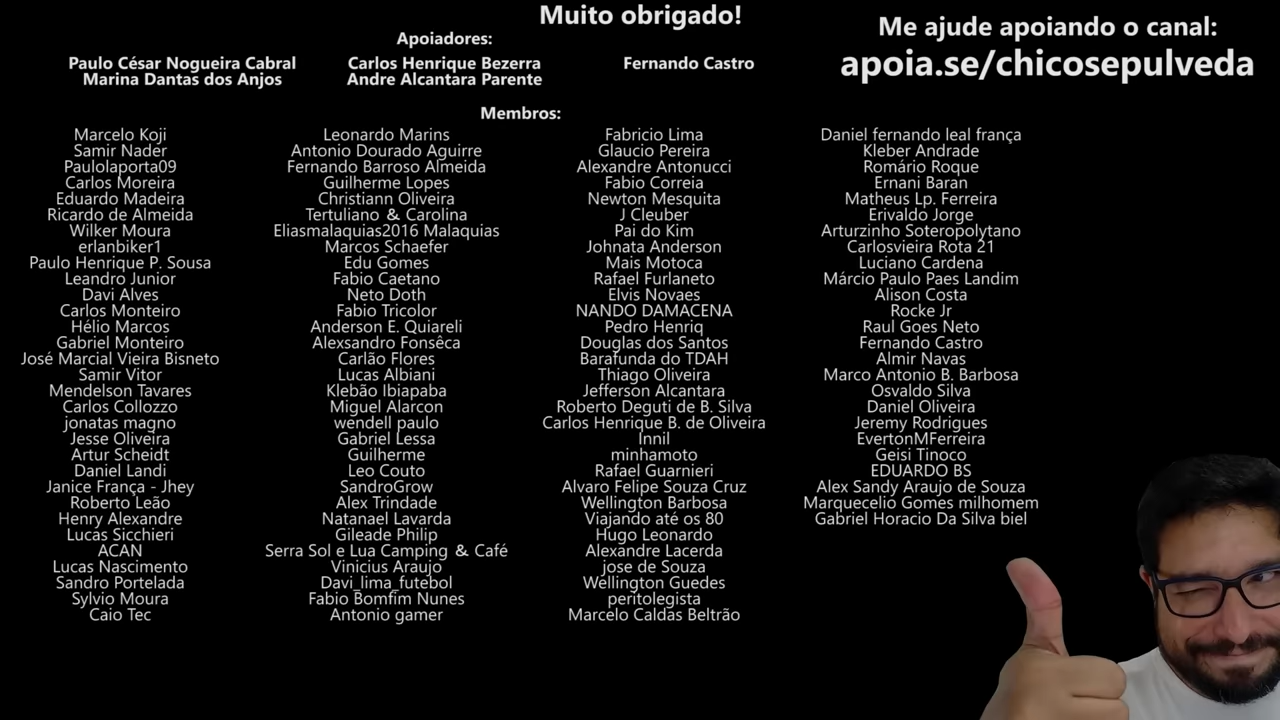 Muito obrigado!
Me ajude apoiando o canal:
apoia.se/chicosepulveda
Apoiadores:
Paulo César Nogueira Cabral
Marina Dantas dos Anjos
Carlos Henrique Bezerra
Andre Alcantara Parente
Fernando Castro
Membros:
Marcelo Koji
Samir Nader
Paulolaporta09
Carlos Moreira
Eduardo Madeira
Ricardo de Almeida
Wilker Moura
erlanbiker1
Paulo Henrique P. Sousa
Leandro Junior
Davi Alves
Carlos Monteiro
Hélio Marcos
Gabriel Monteiro
José Marcial Vieira Bisneto
Samir Vitor
Mendelson Tavares
Carlos Collozzo
jonatas magno
Jesse Oliveira
Artur Scheidt
Daniel Landi
Janice França - Jhey
Roberto Leão
Henry Alexandre
Lucas Sicchieri
ACAN
Lucas Nascimento
Sandro Portelada
Sylvio Moura
Caio Tec
Leonardo Marins
Antonio Dourado Aguirre
Fernando Barroso Almeida
Guilherme Lopes
Christiann Oliveira
Tertuliano & Carolina
Eliasmalaquias2016 Malaquias
Marcos Schaefer
Edu Gomes
Fabio Caetano
Neto Doth
Fabio Tricolor
Anderson E. Quiareli
Alexsandro Fonsêca
Carlão Flores
Lucas Albiani
Klebão Ibiapaba
Miguel Alarcon
wendell paulo
Gabriel Lessa
Guilherme
Leo Couto
SandroGrow
Alex Trindade
Natanael Lavarda
Gileade Philip
Serra Sol e Lua Camping & Café
Vinicius Araujo
Davi_lima_futebol
Fabio Bomfim Nunes
Antonio gamer
Fabricio Lima
Glaucio Pereira
Alexandre Antonucci
Fabio Correia
Newton Mesquita
J Cleuber
Pai do Kim
Johnata Anderson
Mais Motoca
Rafael Furlaneto
Elvis Novaes
NANDO DAMACENA
Pedro Henriq
Douglas dos Santos
Barafunda do TDAH
Thiago Oliveira
Jefferson Alcantara
Roberto Deguti de B. Silva
Carlos Henrique B. de Oliveira
Innil
minhamoto
Rafael Guarnieri
Alvaro Felipe Souza Cruz
Wellington Barbosa
Viajando até os 80
Hugo Leonardo
Alexandre Lacerda
jose de Souza
Wellington Guedes
peritolegista
Marcelo Caldas Beltrão
Daniel fernando leal frança
Kleber Andrade
Romário Roque
Ernani Baran
Matheus Lp. Ferreira
Erivaldo Jorge
Arturzinho Soteropolytano
Carlosvieira Rota 21
Luciano Cardena
Márcio Paulo Paes Landim
Alison Costa
Rocke Jr
Raul Goes Neto
Fernando Castro
Almir Navas
Marco Antonio B. Barbosa
Osvaldo Silva
Daniel Oliveira
Jeremy Rodrigues
EvertonMFerreira
Geisi Tinoco
EDUARDO BS
Alex Sandy Araujo de Souza
Marquecelio Gomes milhomem
Gabriel Horacio Da Silva biel